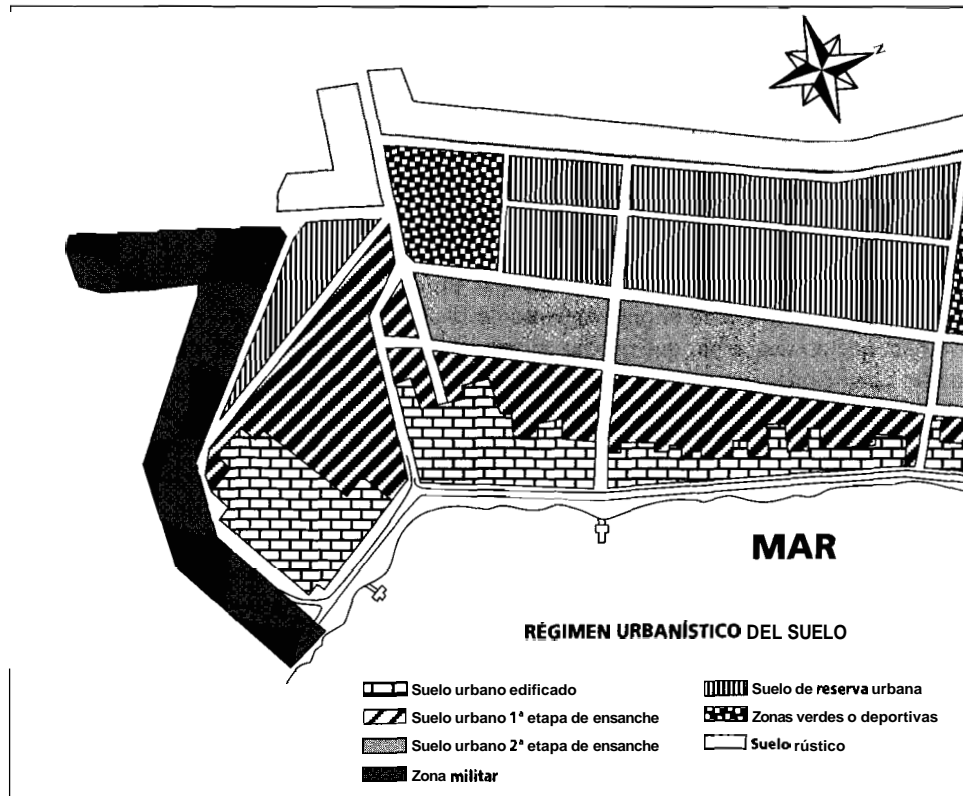 N
MAR
RÉGIMEN URBANÍSTICO DEL SUELO
Suelo urbano edificado
Suelo urbano 1ª etapa de ensanche
Suelo urbano 2ª etapa de ensanche
Zona militar
Suelo de reserva urbana
Zonas verdes o deportivas
Suelo rústico